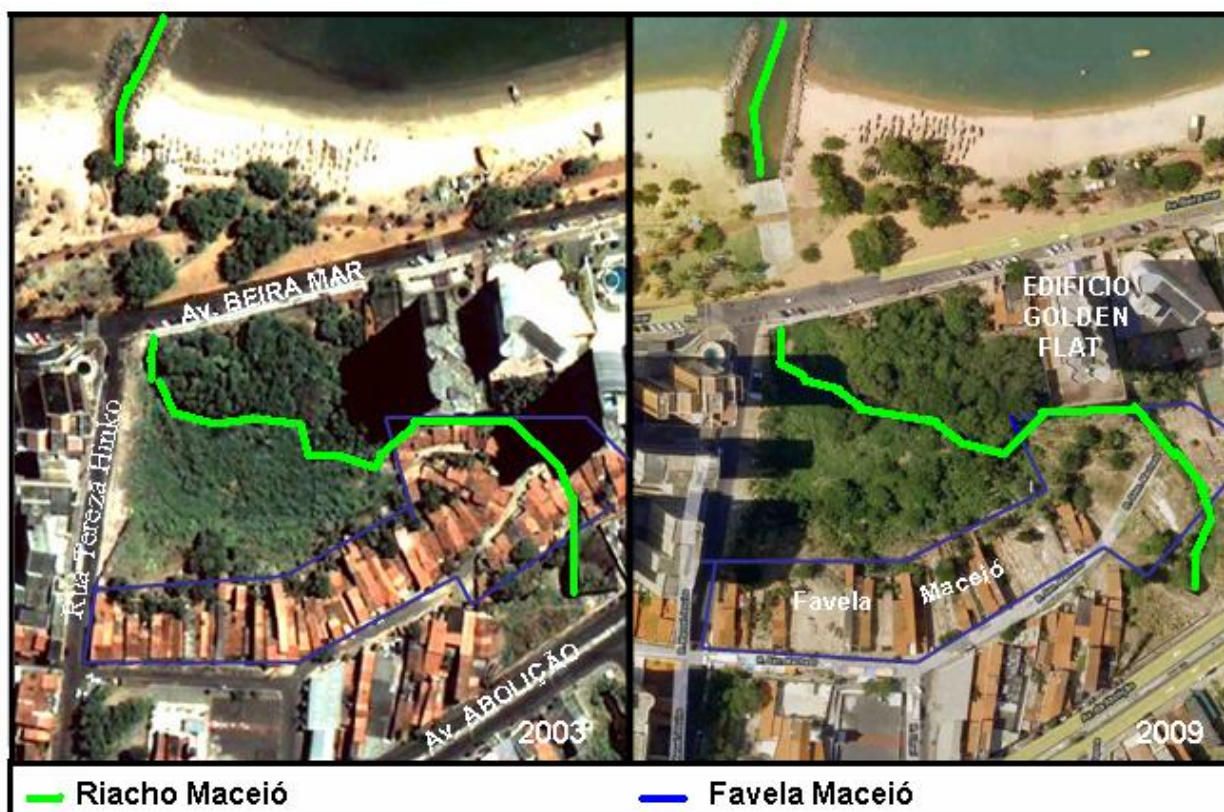 Av. BEIRA MAR
Rua Tereza Hinko
Av. ABOLIÇÃO
2003
EDIFICIO
GOLDEN
FLAT
Favela Maceió
2009
Riacho Maceió
Favela Maceió